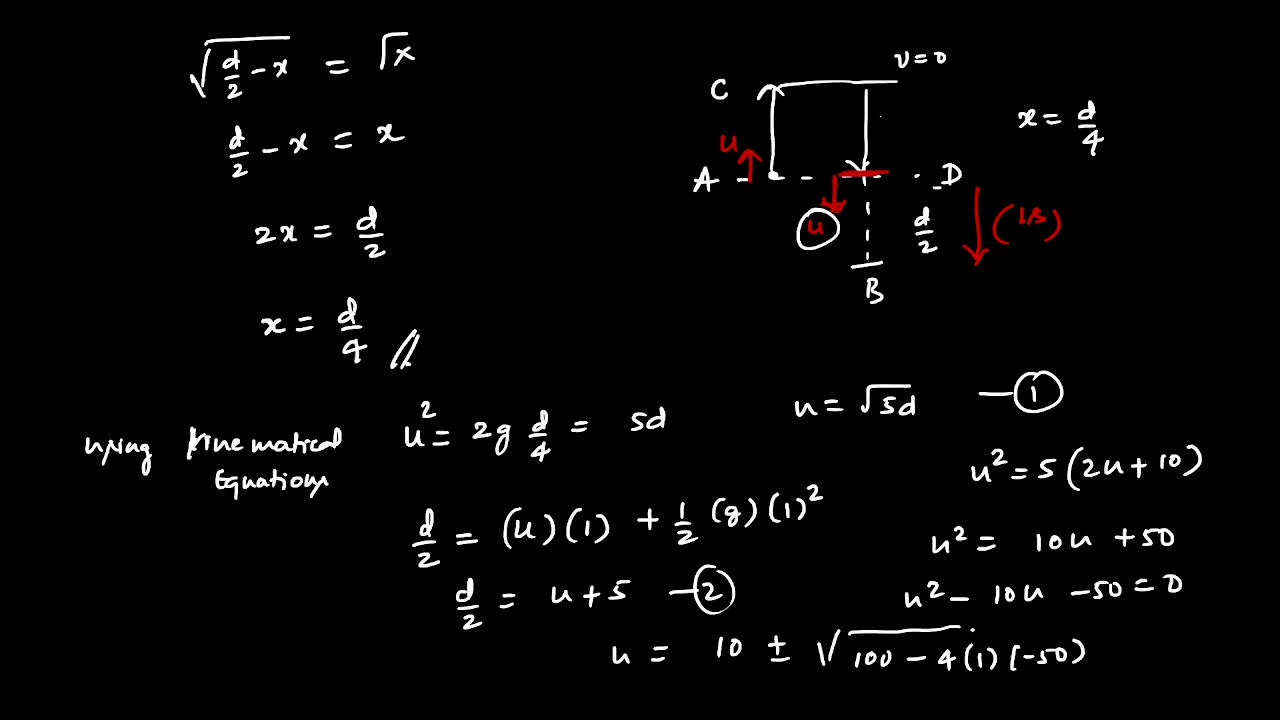 √(d/2 - x) = √x
d/2 - x = x
2x = d/2
x = d/4 //
C v = 0
x = d/4
u
A D
u d/2 (1s)
B
using kinematical Equations
u² = 2g d/4 = 5d
u = √5d — ①
u² = 5(2u + 10)
d/2 = (u)(1) + 1/2 (g)(1)²
u² = 10u + 50
d/2 = u + 5 — ②
u² - 10u - 50 = 0
u = 10 ± √100 - 4(1)(-50)